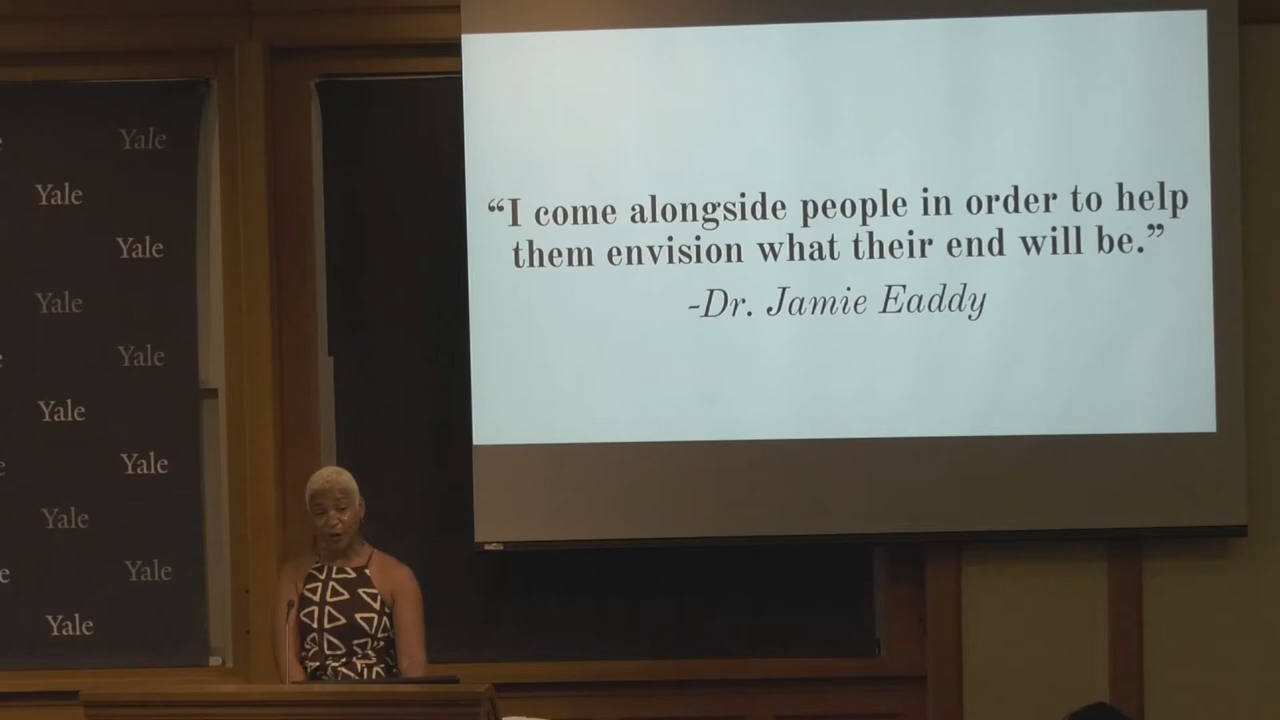 “I come alongside people in order to help
them envision what their end will be.”
-Dr. Jamie Eaddy
Yale
Yale
Yale
Yale
Yale
Yale
Yale
Yale
Yale
Yale